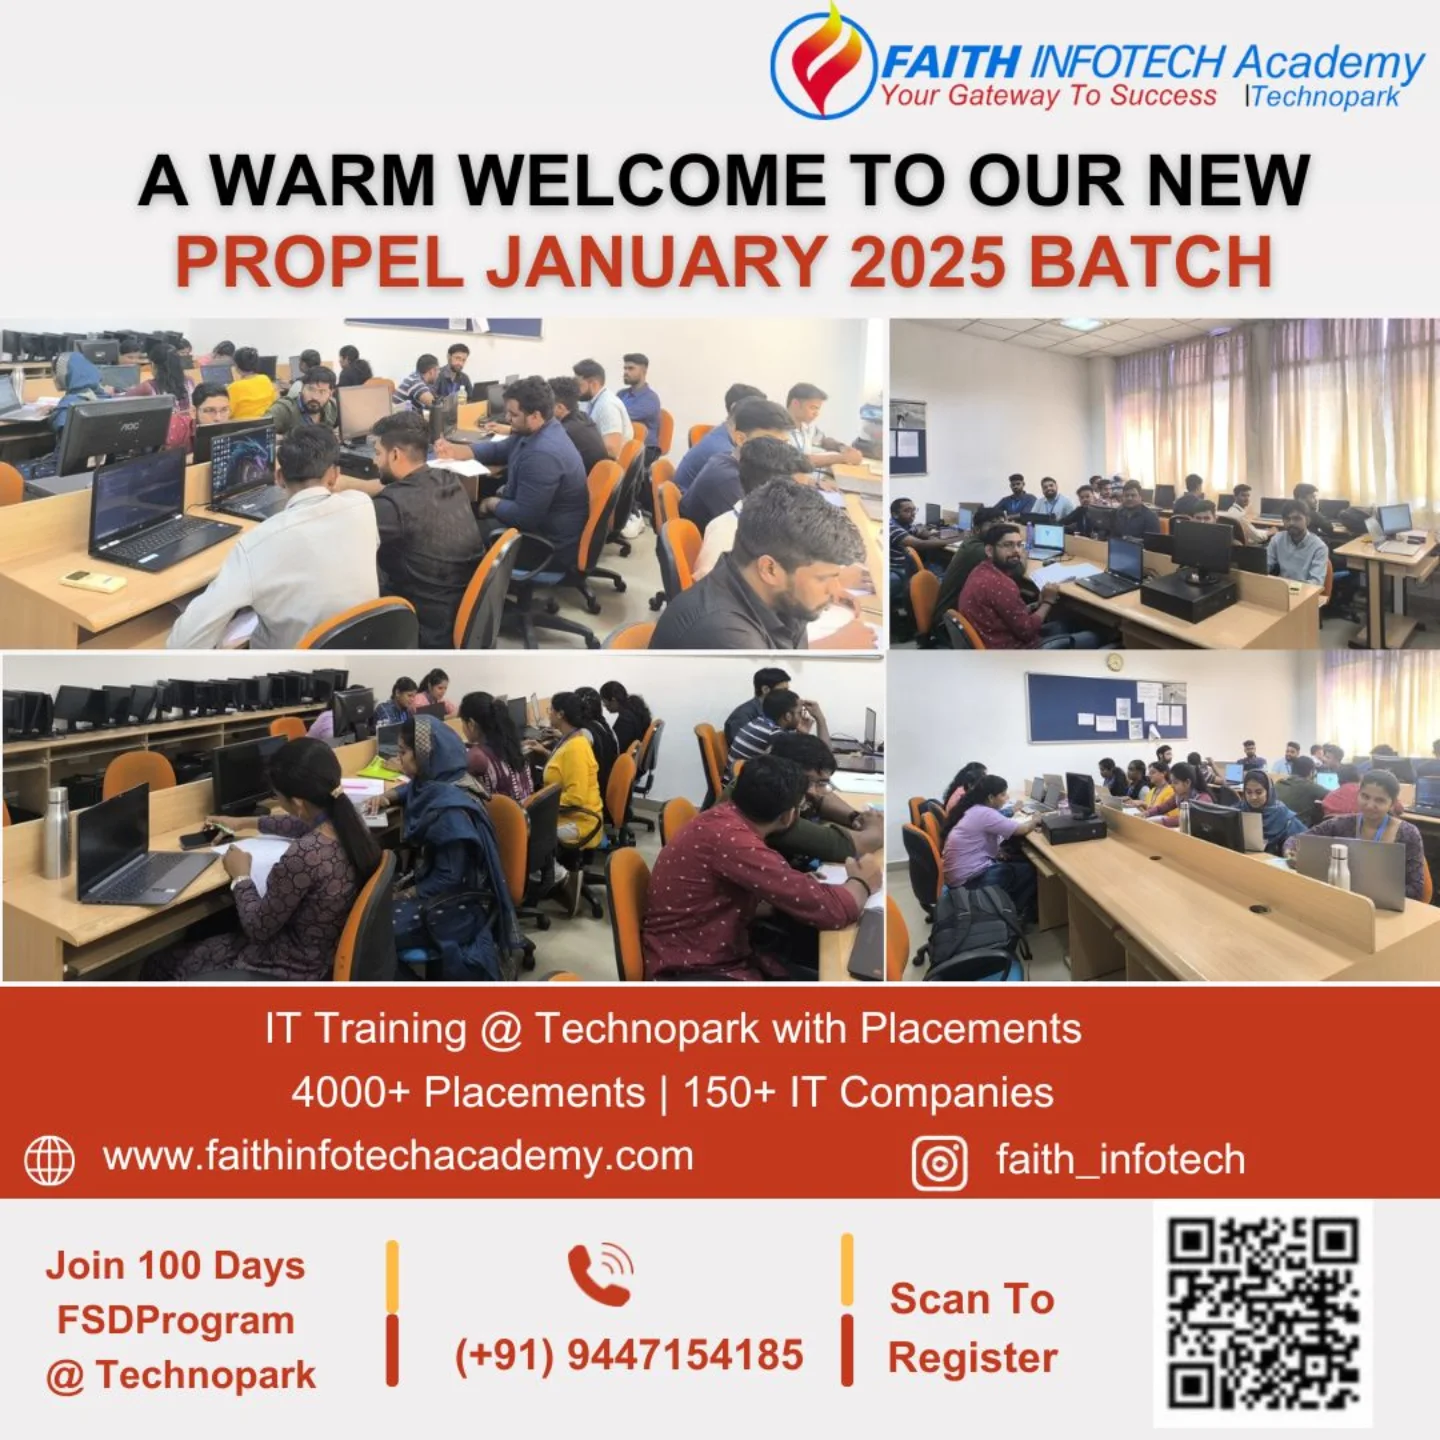 FAITH INFOTECH Academy
Your Gateway To Success |Technopark
A WARM WELCOME TO OUR NEW
PROPEL JANUARY 2025 BATCH
AOC
IT Training @ Technopark with Placements
4000+ Placements | 150+ IT Companies
www.faithinfotechacademy.com
faith_infotech
Join 100 Days
FSDProgram
@ Technopark
(+91) 9447154185
Scan To
Register